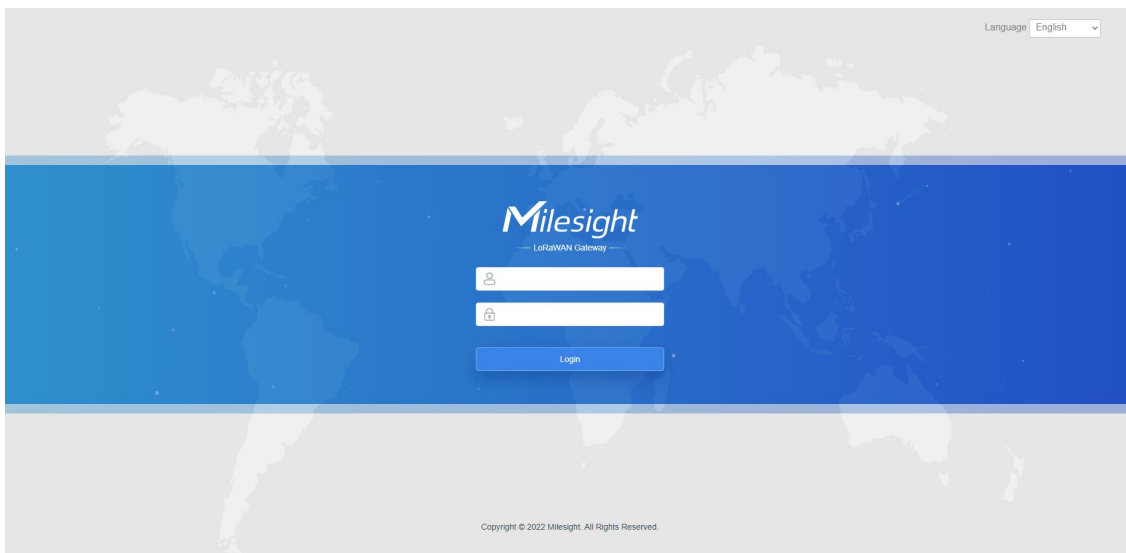 Language English
Milesight
LoRaWAN Gateway
Login
Copyright © 2022 Milesight. All Rights Reserved.